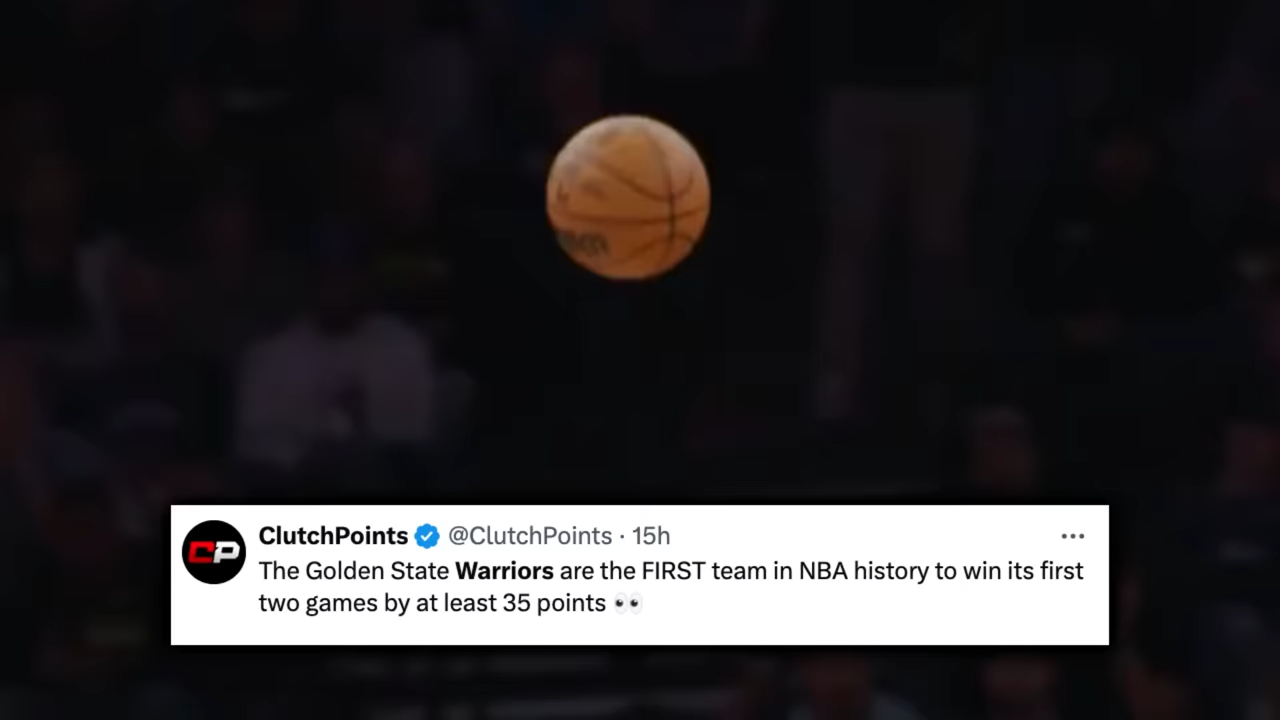 CP
ClutchPoints @ClutchPoints · 15h
The Golden State Warriors are the FIRST team in NBA history to win its first
two games by at least 35 points 👀